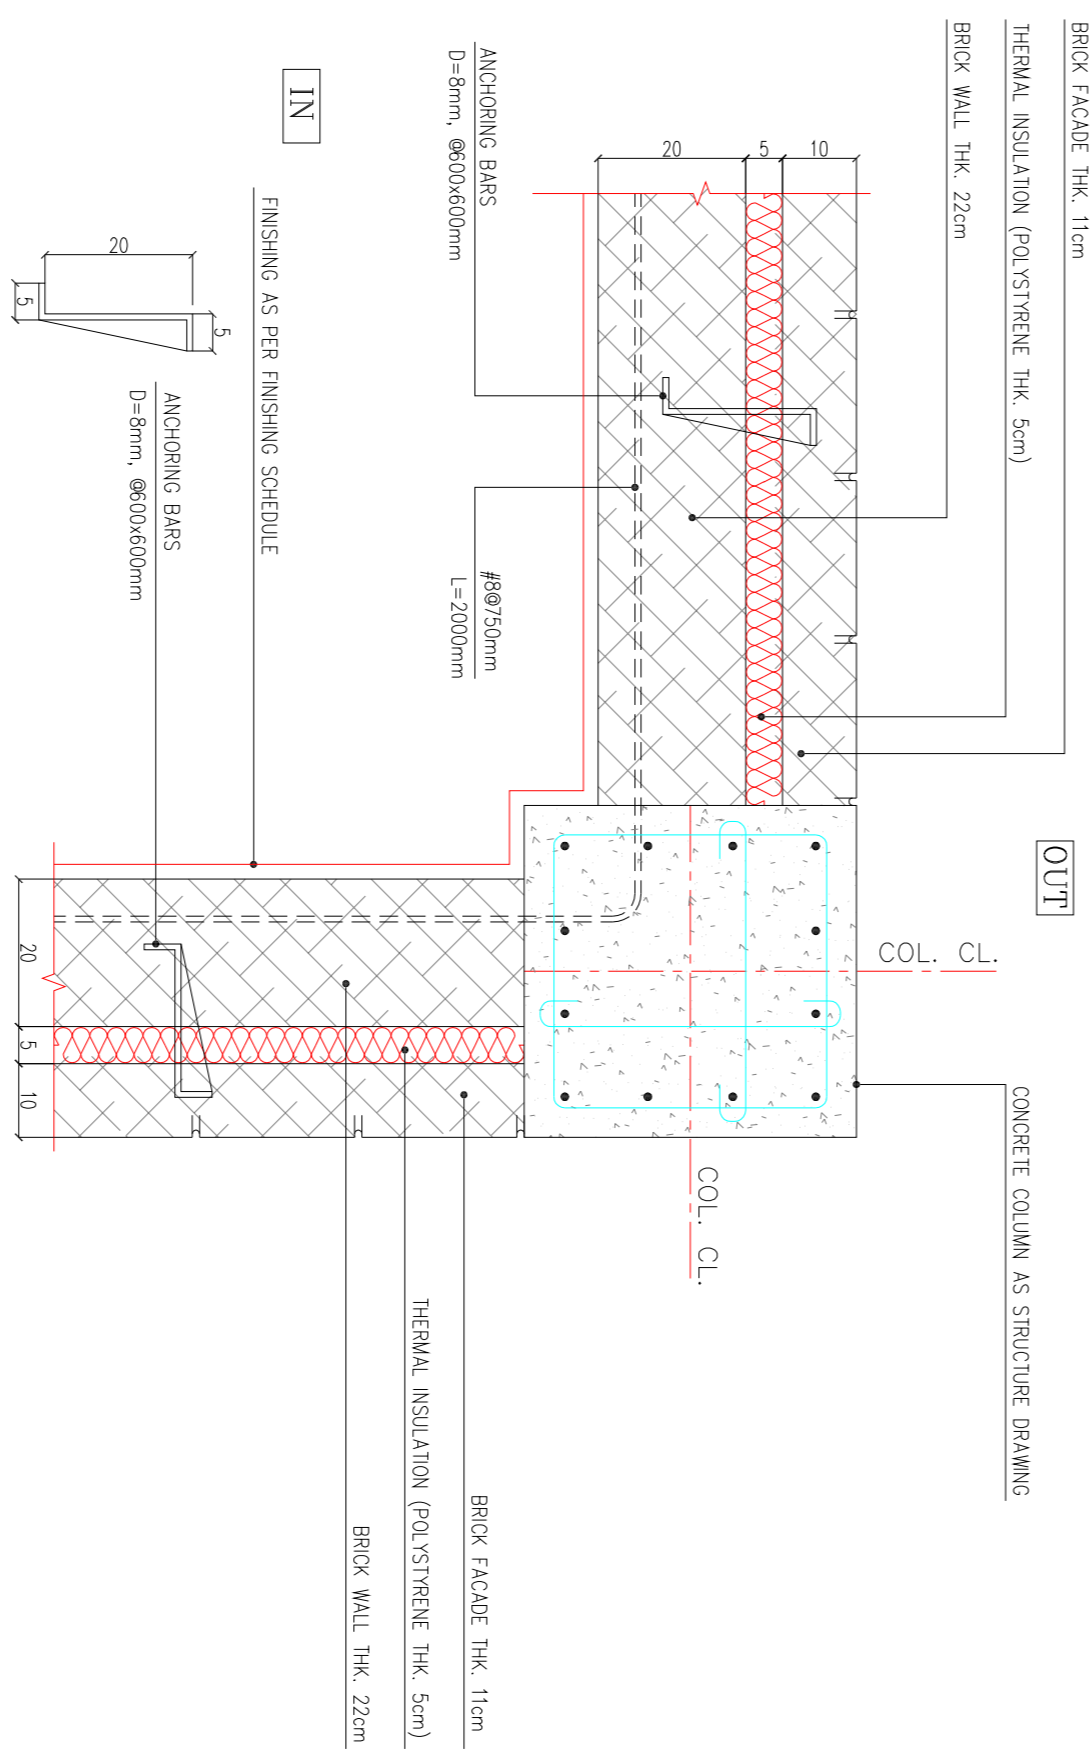 BRICK FACADE THK. 11cm
THERMAL INSULATION (POLYSTYRENE THK. 5cm)
BRICK WALL THK. 22cm
ANCHORING BARS
D=8mm, @600x600mm
IN
20
5
10
FINISHING AS PER FINISHING SCHEDULE
#8@750mm
L=2000mm
20
5
5
ANCHORING BARS
D=8mm, @600x600mm
OUT
COL. CL.
COL. CL.
CONCRETE COLUMN AS STRUCTURE DRAWING
20
5
10
BRICK FACADE THK. 11cm
THERMAL INSULATION (POLYSTYRENE THK. 5cm)
BRICK WALL THK. 22cm